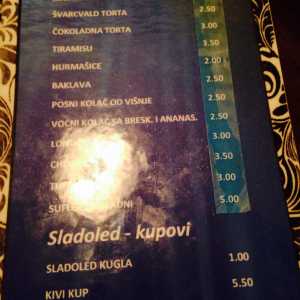 ŠVARCVALD TORTA 2.50
ČOKOLADNA TORTA 3.00
TIRAMISU 3.50
HURMAŠICE 2.00
BAKLAVA 2.50
POSNI KOLAČ OD VIŠNJE 2.50
VOĆNI KOLAČ SA BRESK. I ANANAS. 2.50
3.50
3.00
3.50
5.00
Sladoled - kupovi
SLADOLED KUGLA 1.00
KIVI KUP 5.50